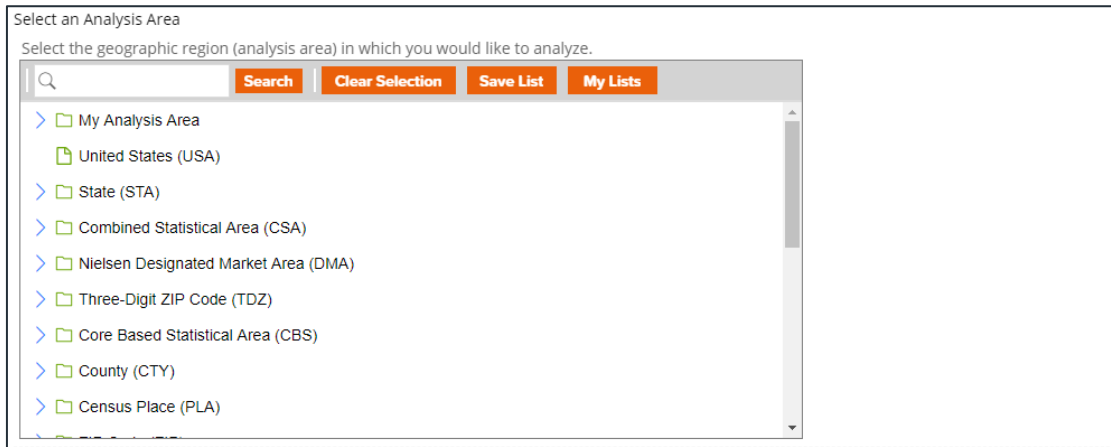 Select an Analysis Area
Select the geographic region (analysis area) in which you would like to analyze.
Search Clear Selection Save List My Lists
My Analysis Area
United States (USA)
State (STA)
Combined Statistical Area (CSA)
Nielsen Designated Market Area (DMA)
Three-Digit ZIP Code (TDZ)
Core Based Statistical Area (CBS)
County (CTY)
Census Place (PLA)